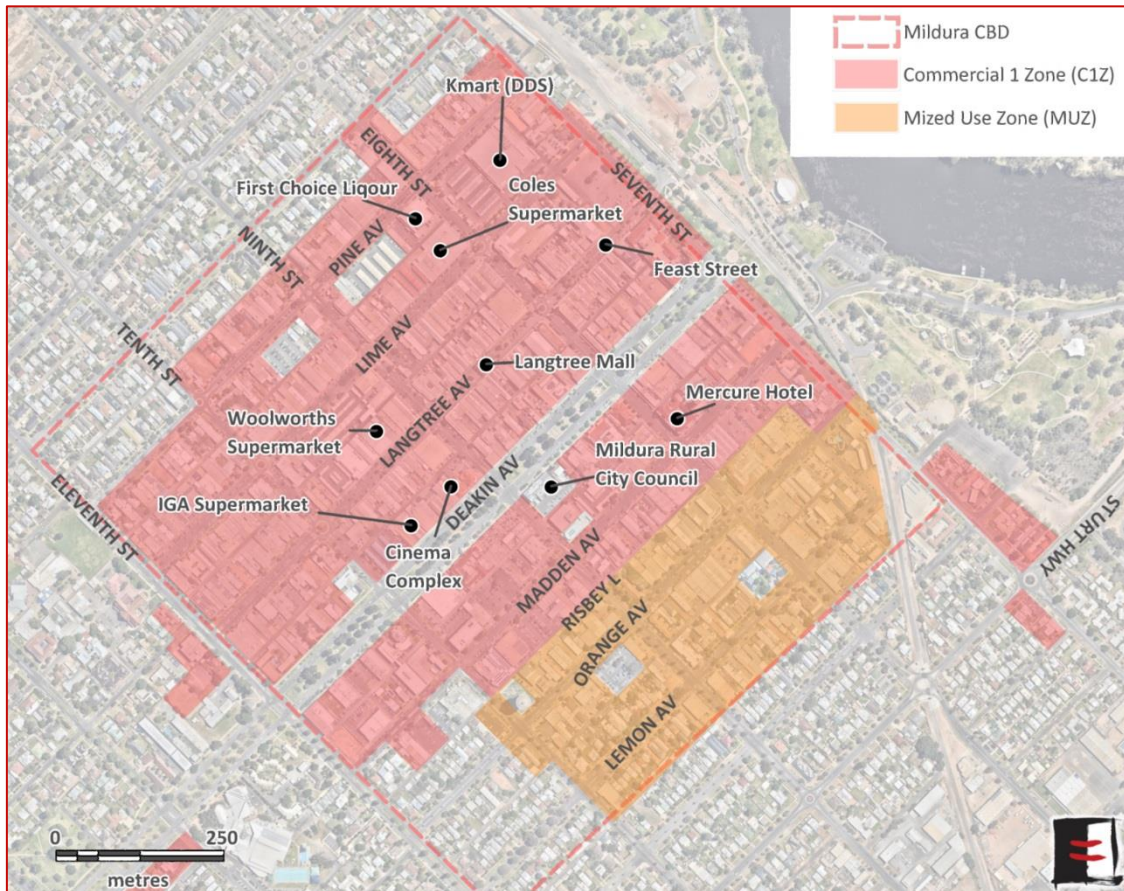 Mildura CBD
Commercial 1 Zone (C1Z)
Mized Use Zone (MUZ)
Kmart (DDS)
EIGHTH ST
First Choice Liqour
Coles
Supermarket
SEVENTH ST
PINE AV
NINTH ST
Feast Street
TENTH ST
LIME AV
Langtree Mall
LANGTREE AV
Mercure Hotel
Woolworths
Supermarket
Mildura Rural
City Council
DEAKIN AV
ELEVENTH ST
IGA Supermarket
Cinema
Complex
MADDEN AV
RISBEY L
ORANGE AV
LEMON AV
STURT HWY
0 250
metres